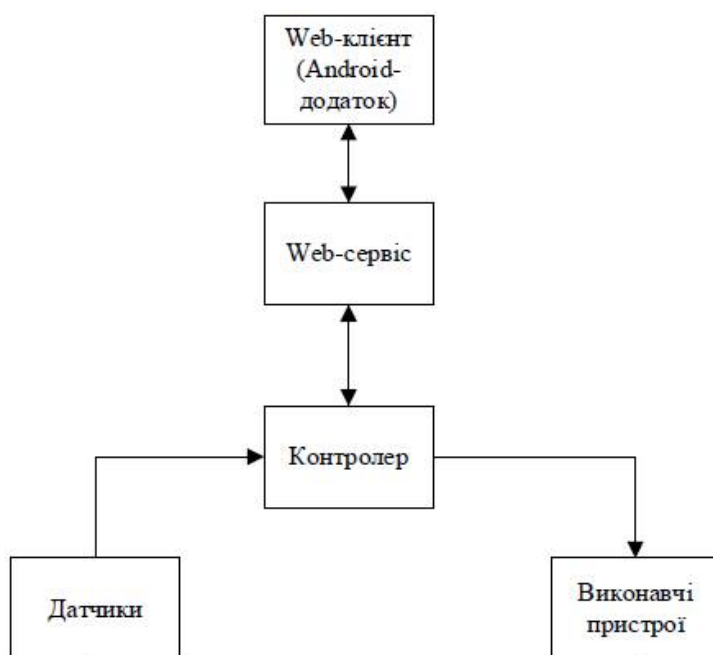 Web-клієнт
(Android-
додаток)
Web-сервіс
Контролер
Датчики
Виконавчі
пристрої